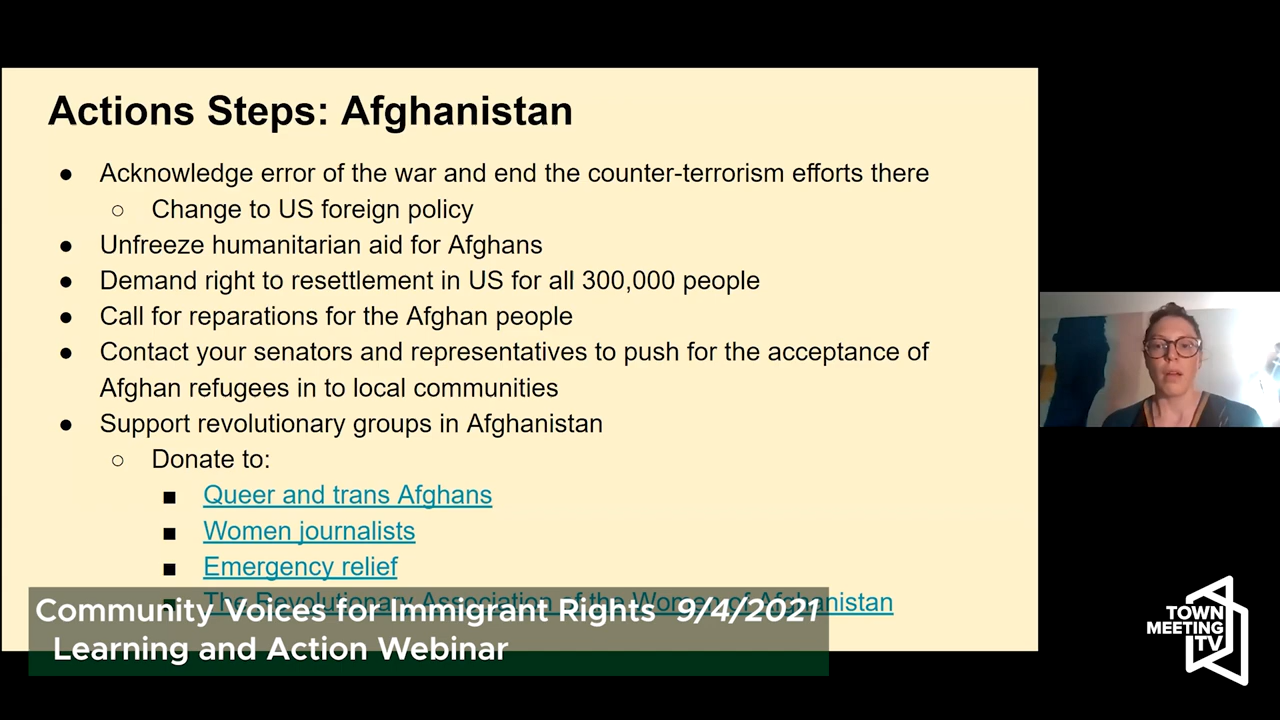 Actions Steps: Afghanistan
● Acknowledge error of the war and end the counter-terrorism efforts there
○ Change to US foreign policy
● Unfreeze humanitarian aid for Afghans
● Demand right to resettlement in US for all 300,000 people
● Call for reparations for the Afghan people
● Contact your senators and representatives to push for the acceptance of
Afghan refugees in to local communities
● Support revolutionary groups in Afghanistan
○ Donate to:
■ Queer and trans Afghans
■ Women journalists
■ Emergency relief
■ The Revolutionary Association of the Women of Afghanistan
Community Voices for Immigrant Rights 9/4/2021
Learning and Action Webinar
TOWN
MEETING
TV